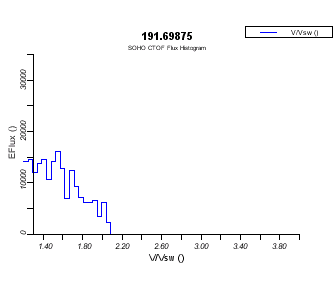 191.69875
SOHO CTOF Flux Histogram
V/Vsw ()
EFlux ()
30000
20000
10000
0
1.40 1.80 2.20 2.60 3.00 3.40 3.80
V/Vsw ()